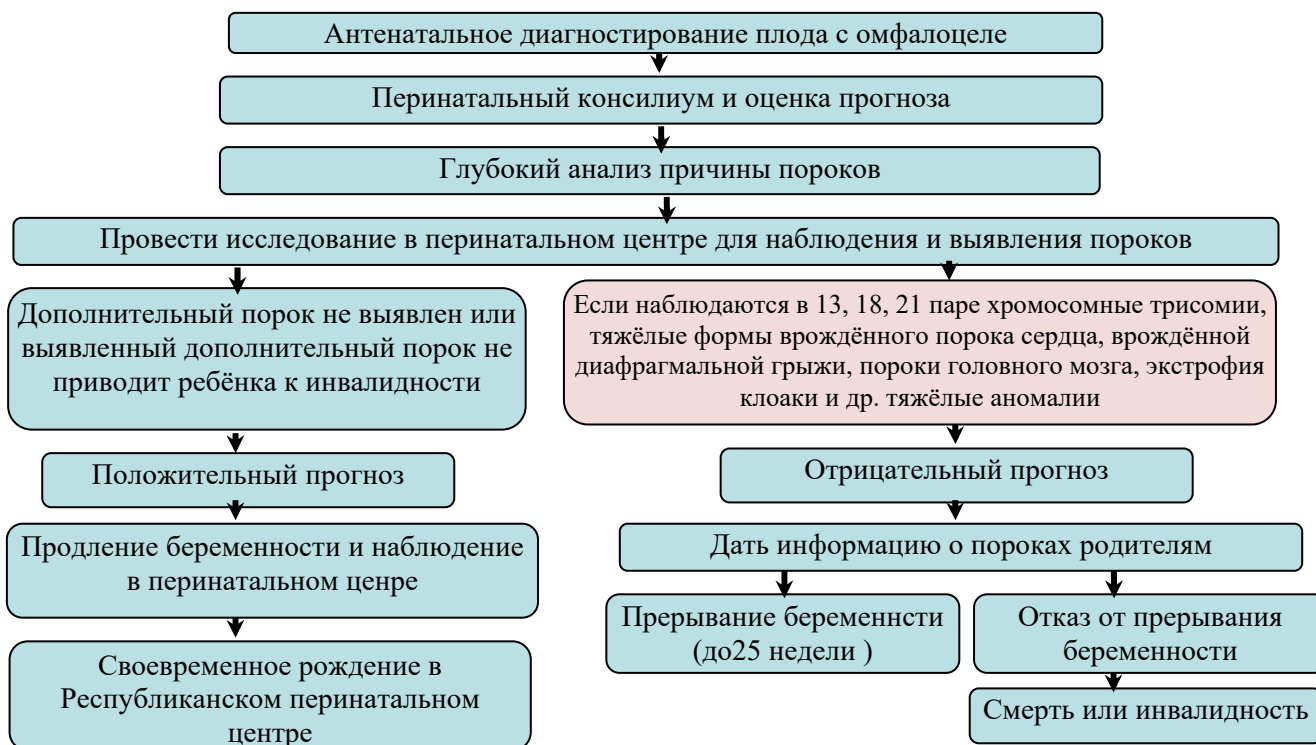 Антенатальное диагностирование плода с омфалоцеле
Перинатальный консилиум и оценка прогноза
Глубокий анализ причины пороков
Провести исследование в перинатальном центре для наблюдения и выявления пороков
Дополнительный порок не выявлен или
выявленный дополнительный порок не
приводит ребёнка к инвалидности
Если наблюдаются в 13, 18, 21 паре хромосомные трисомии,
тяжёлые формы врождённого порока сердца, врождённой
диафрагмальной грыжи, пороки головного мозга, экстрофия
клоаки и др. тяжёлые аномалии
Положительный прогноз
Отрицательный прогноз
Продление беременности и наблюдение
в перинатальном ценре
Дать информацию о пороках родителям
Прерывание беременнсти
(до25 недели )
Отказ от прерывания
беременности
Своевременное рождение в
Республиканском перинатальном
центре
Смерть или инвалидность